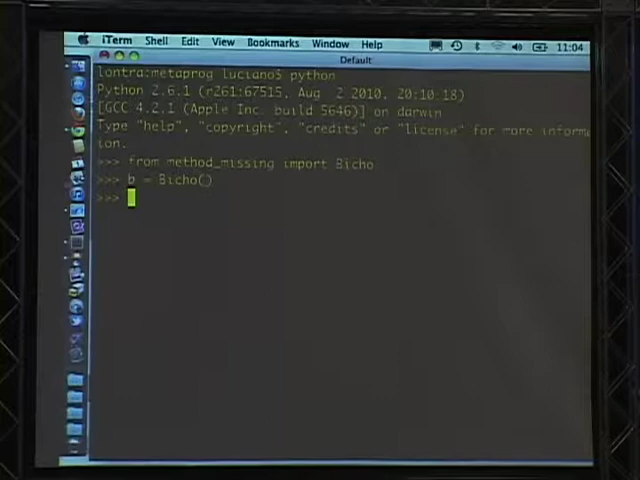 iTerm Shell Edit View Bookmarks Window Help 11:04
Default
lontra:metaprog luciano$ python
Python 2.6.1 (r261:67515, Aug 2 2010, 20:10:18)
[GCC 4.2.1 (Apple Inc. build 5646)] on darwin
Type "help", "copyright", "credits" or "license" for more informat
ion.
>>> from method_missing import Bicho
>>> b = Bicho()
>>>